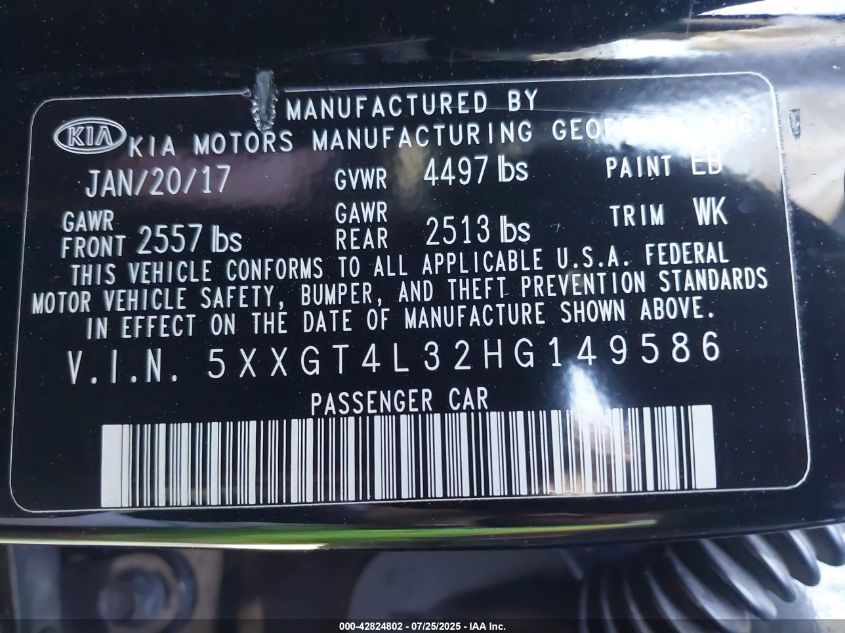 MANUFACTURED BY
KIA KIA MOTORS MANUFACTURING
JAN/20/17 GVWR 4497 lbs PAINT EB
GAWR FRONT 2557 lbs GAWR REAR 2513 lbs TRIM WK
THIS VEHICLE CONFORMS TO ALL APPLICABLE U.S.A. FEDERAL
MOTOR VEHICLE SAFETY, BUMPER, AND THEFT PREVENTION STANDARDS
IN EFFECT ON THE DATE OF MANUFACTURE SHOWN ABOVE.
V.I.N. 5XXGT4L32HG149586
PASSENGER CAR
000-42824802 - 07/25/2025 - IAA Inc.